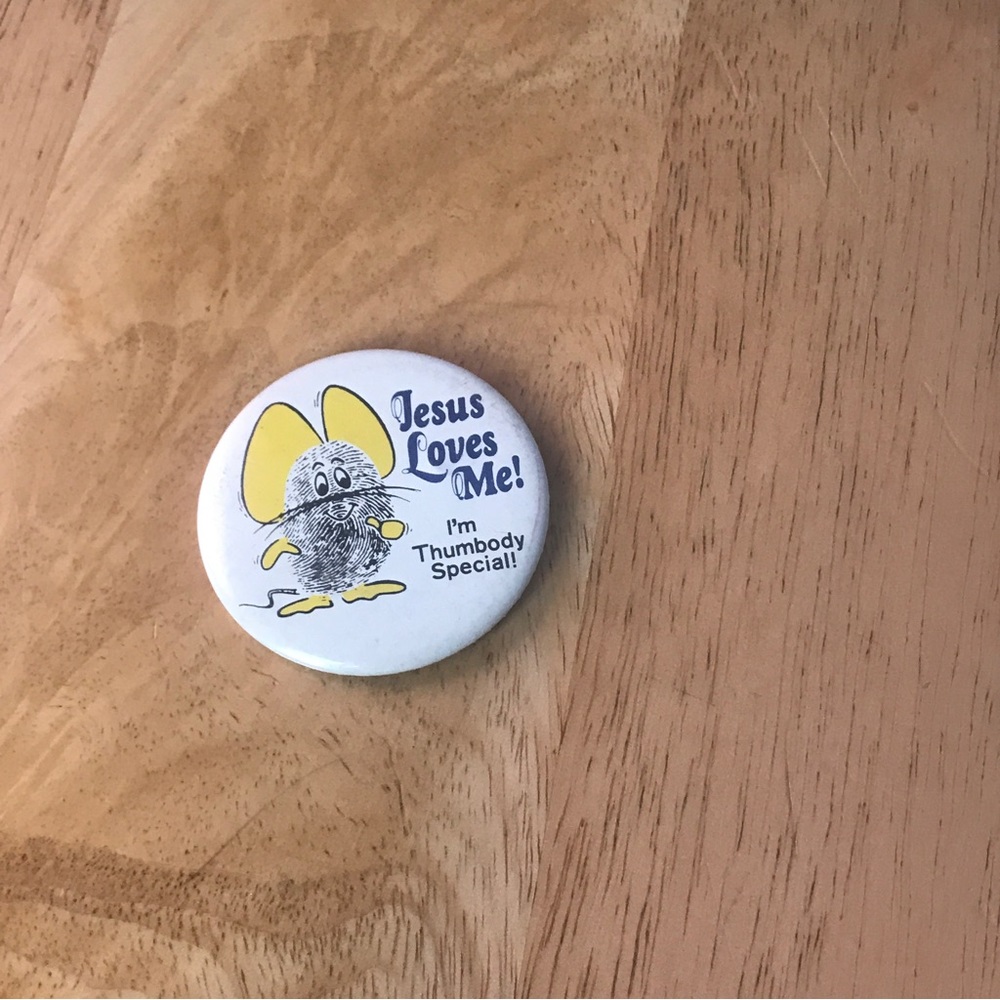 Jesus
Loves
Me!
I'm
Thumbody
Special!